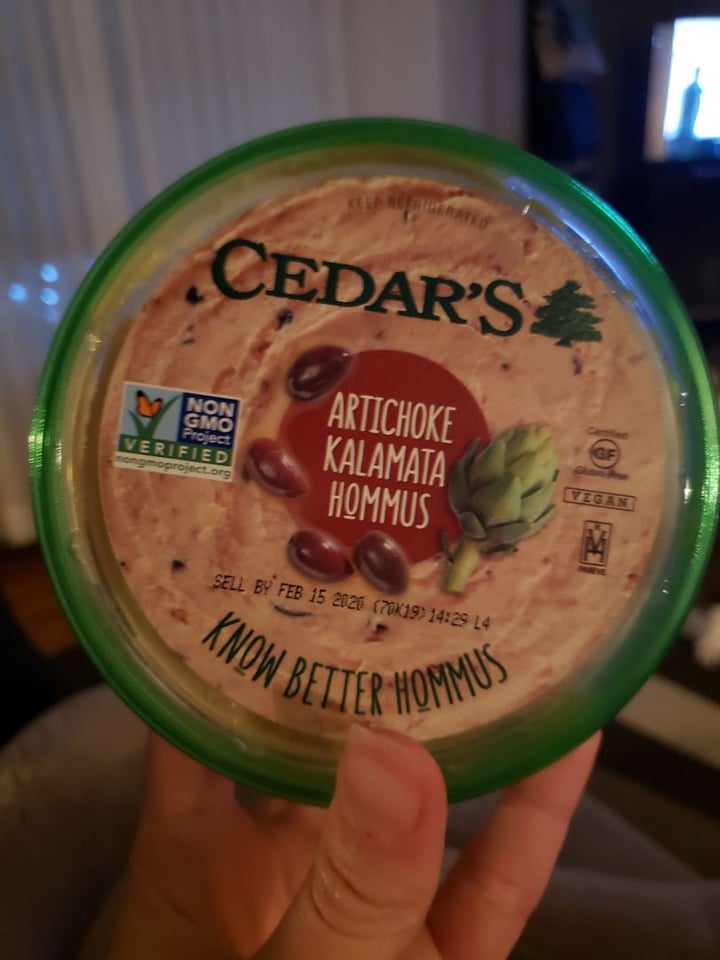 KEEP REFRIGERATED
CEDAR'S
NON
GMO
Project
VERIFIED
nongmoproject.org
ARTICHOKE
KALAMATA
HOMMUS
Certified
GF
Gluten-Free
VEGAN
PAREVE
SELL BY FEB 15 2020 (70K19) 14:29 L4
KNOW BETTER HOMMUS